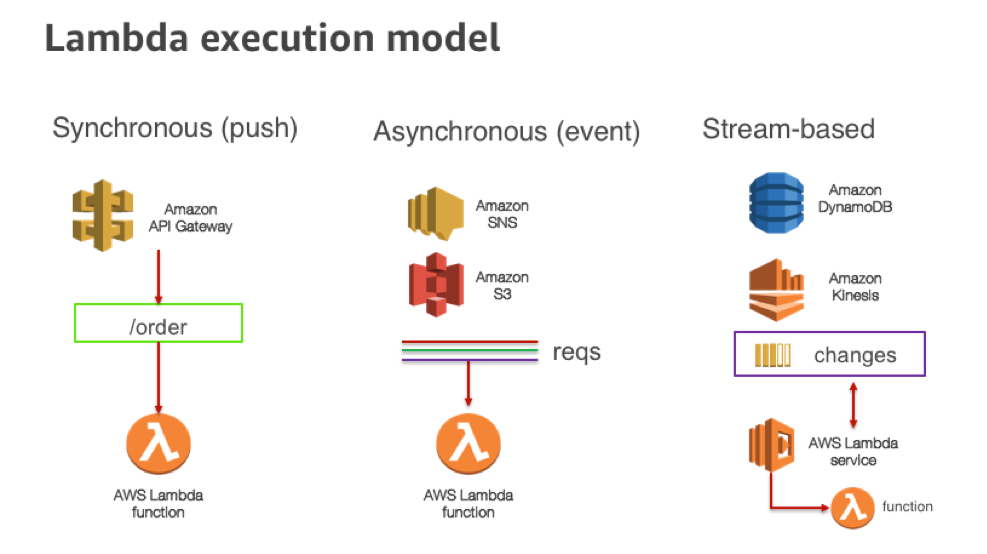 Lambda execution model
Synchronous (push)
Amazon
API Gateway
/order
AWS Lambda
function
Asynchronous (event)
Amazon
SNS
Amazon
S3
reqs
AWS Lambda
function
Stream-based
Amazon
DynamoDB
Amazon
Kinesis
changes
AWS Lambda
service
function